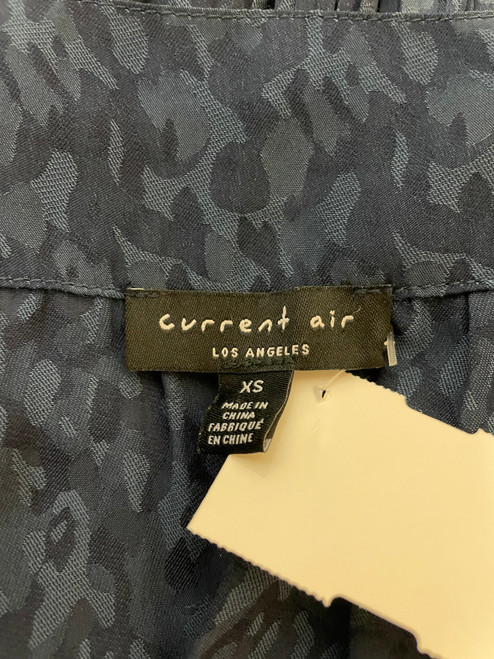 current air
LOS ANGELES
XS
MADE IN
CHINA
FABRIQUÉ
EN CHINE